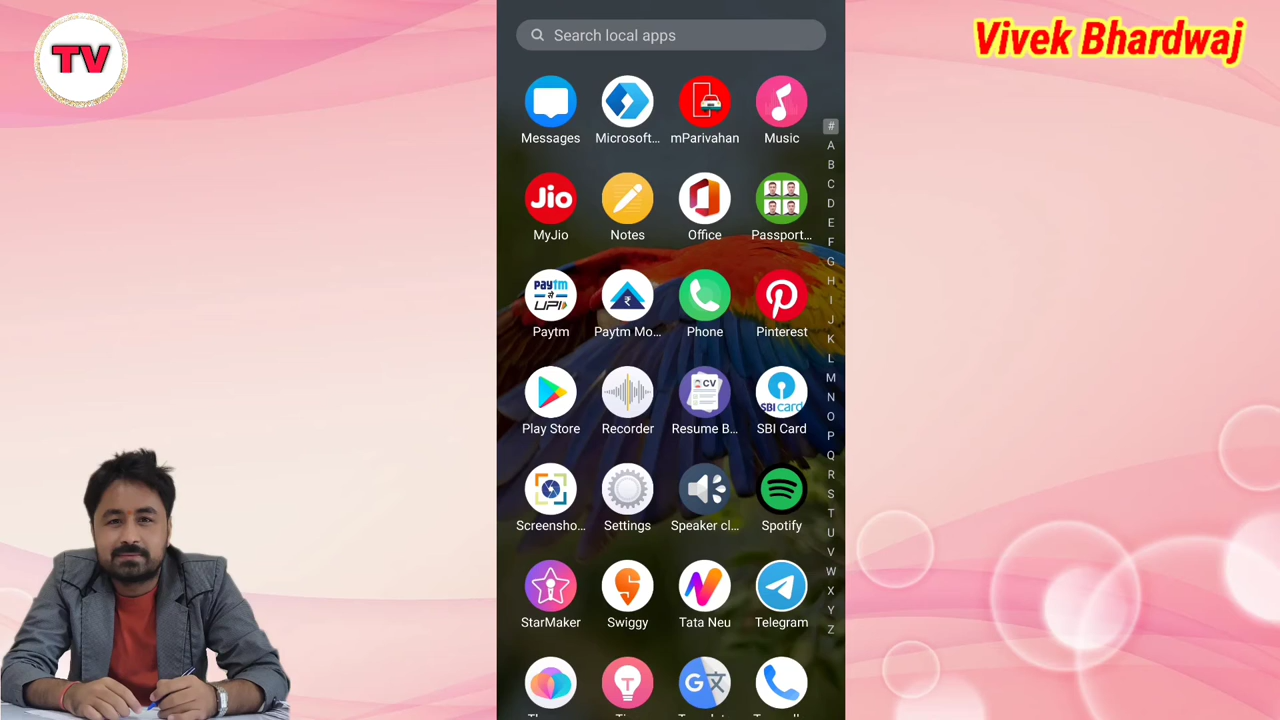 TV
Vivek Bhardwaj
Search local apps
Messages Microsoft... mParivahan Music
#
A
B
C
D
E
F
G
H
I
J
K
L
M
N
O
P
Q
R
S
T
U
V
W
X
Y
Z
Jio
MyJio Notes Office Passport...
paytm
से
UPI
₹
Paytm Paytm Mo... Phone Pinterest
CV
SBI card
Play Store Recorder Resume B... SBI Card
Screensho... Settings Speaker cl... Spotify
StarMaker Swiggy Tata Neu Telegram
T
G 文